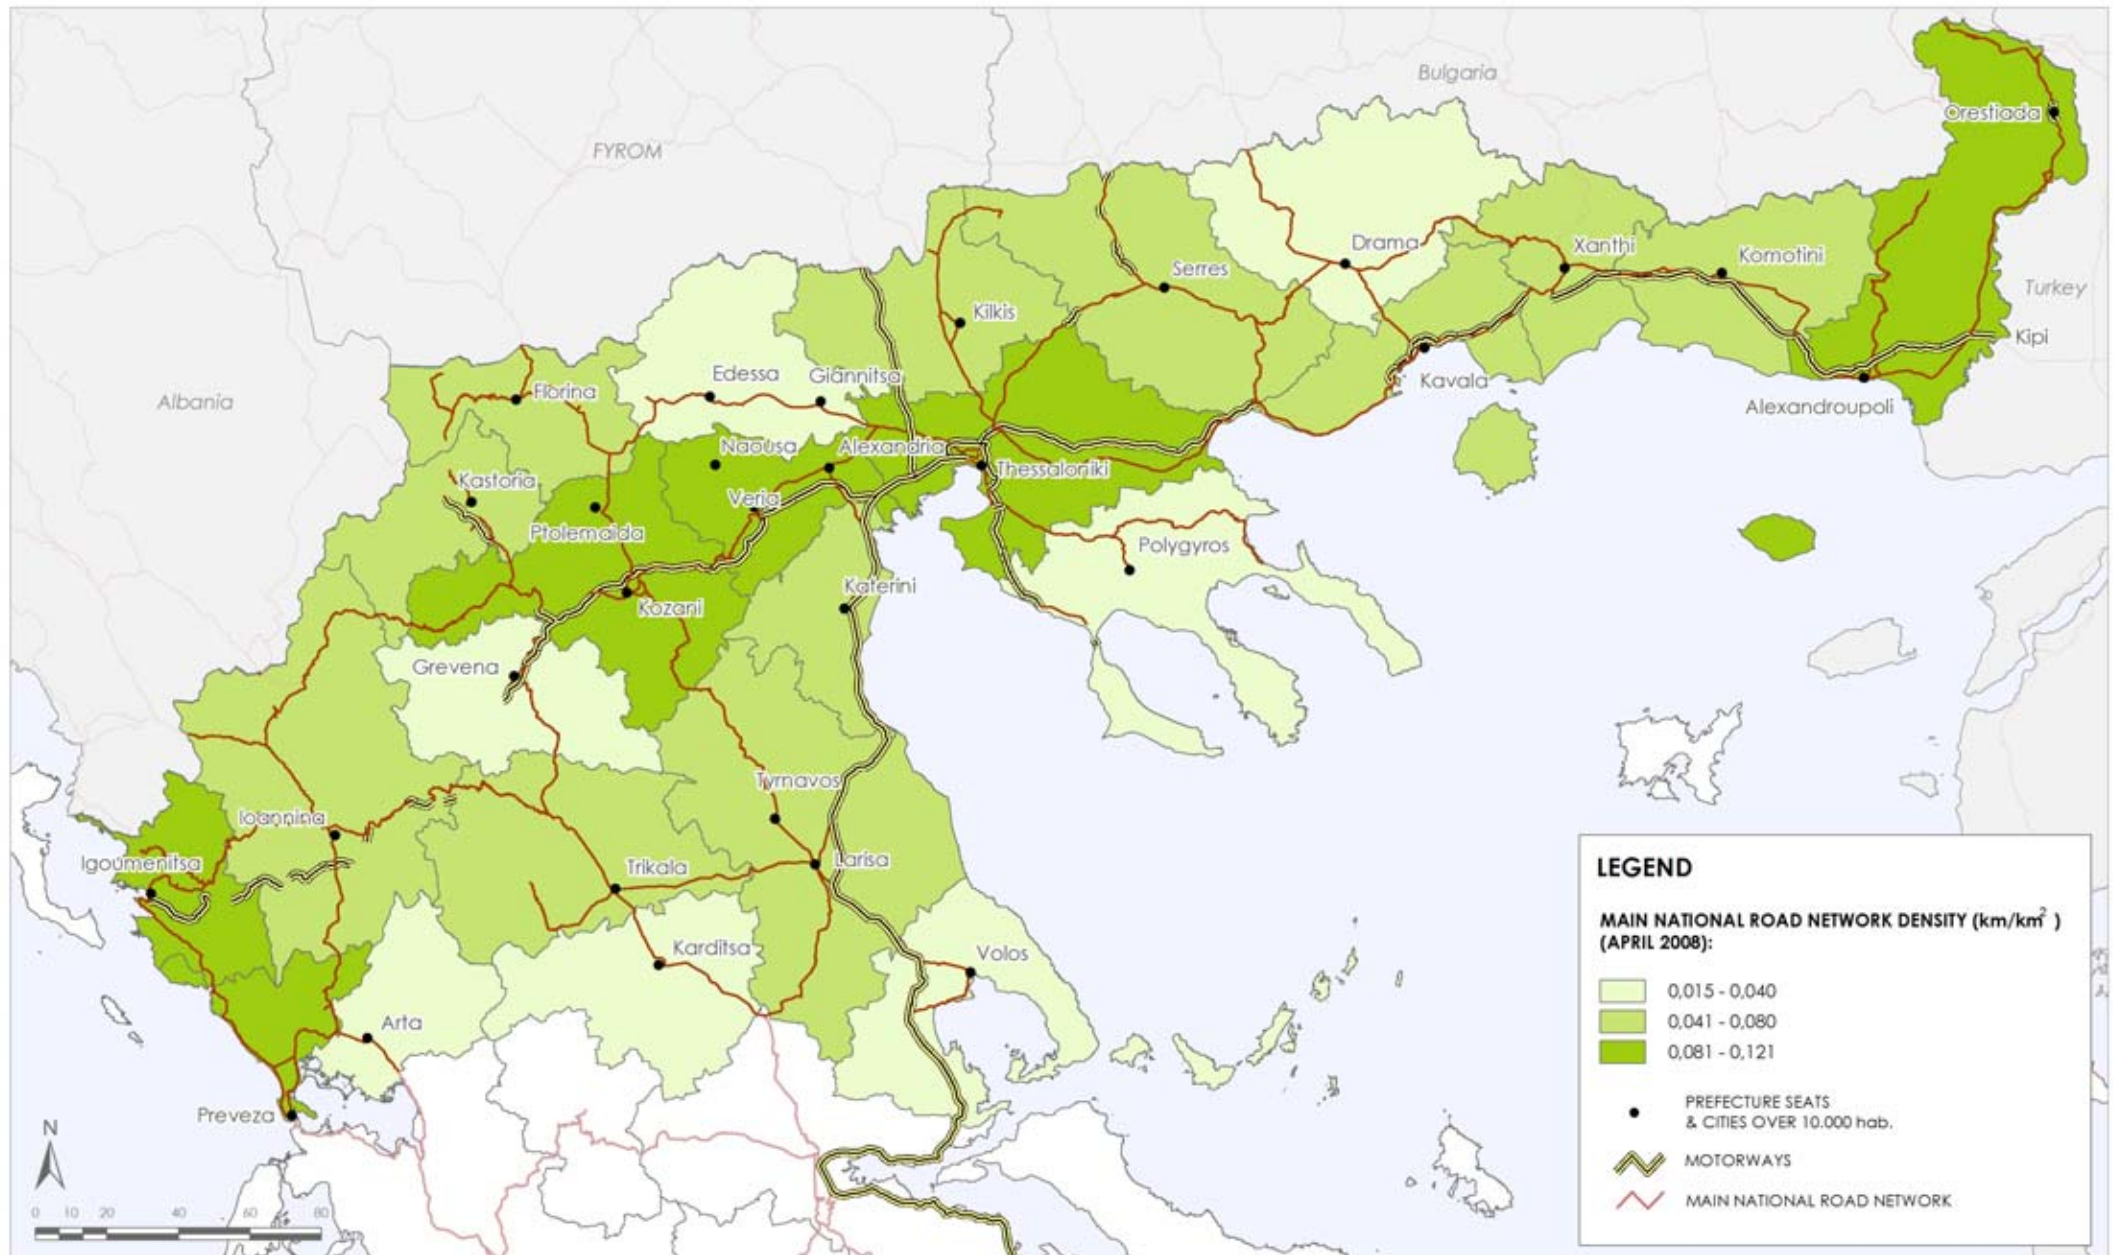 Bulgaria
Orestiada
FYROM
Drama
Xanthi
Komotini
Serres
Turkey
Kilkis
Kipi
Edessa
Giannitsa
Florina
Kavala
Albania
Alexandroupoli
Naousa
Alexandria
Thessaloniki
Kastoria
Veria
Ptolemaida
Polygyros
Katerini
Kozani
Grevena
Tyrnavos
Ioannina
Igoumenitsa
Trikala
Larisa
Karditsa
Volos
Arta
Preveza
N
0 10 20 40 60 80
LEGEND
MAIN NATIONAL ROAD NETWORK DENSITY (km/km2)
(APRIL 2008):
0,015 - 0,040
0,041 - 0,080
0,081 - 0,121
PREFECTURE SEATS
& CITIES OVER 10.000 hab.
MOTORWAYS
MAIN NATIONAL ROAD NETWORK